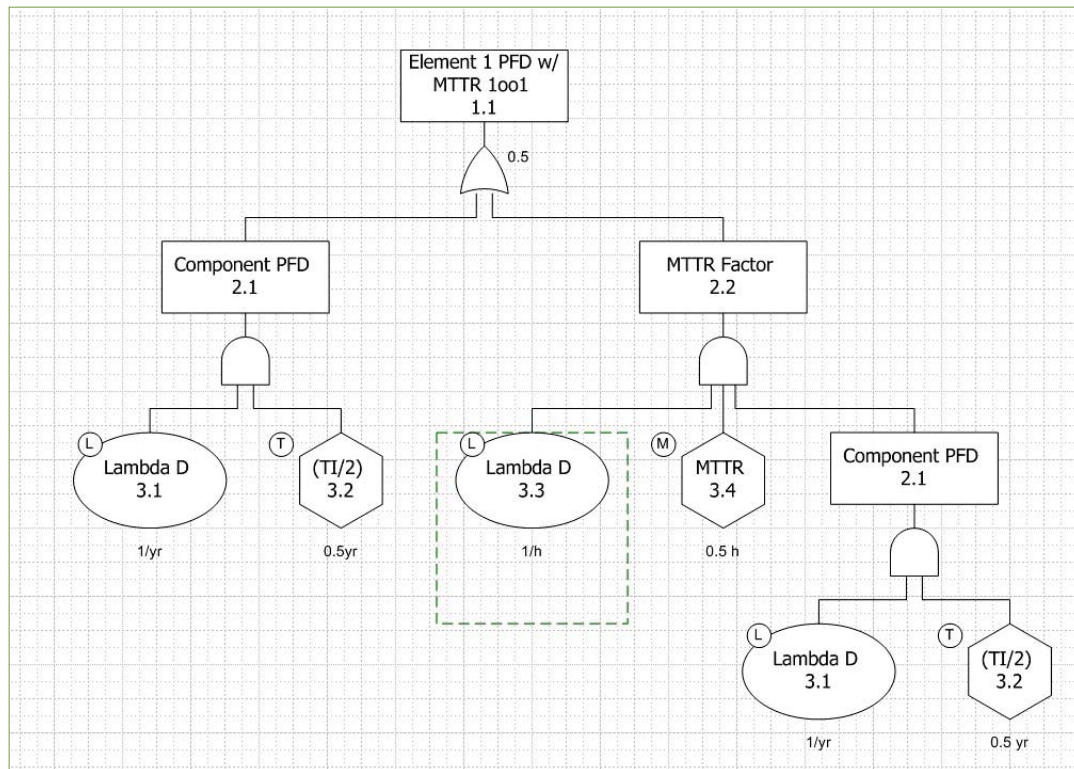 Element 1 PFD w/
MTTR 1oo1
1.1
0.5
Component PFD
2.1
MTTR Factor
2.2
L
Lambda D
3.1
1/yr
T
(TI/2)
3.2
0.5yr
L
Lambda D
3.3
1/h
M
MTTR
3.4
0.5 h
Component PFD
2.1
L
Lambda D
3.1
1/yr
T
(TI/2)
3.2
0.5 yr